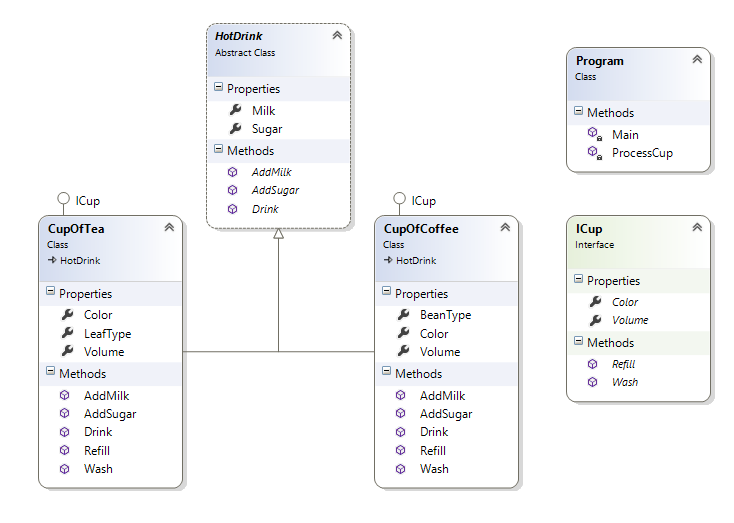 HotDrink
Abstract Class
Properties
Milk
Sugar
Methods
AddMilk
AddSugar
Drink
Program
Class
Methods
Main
ProcessCup
ICup
CupOfTea
Class
HotDrink
Properties
Color
LeafType
Volume
Methods
AddMilk
AddSugar
Drink
Refill
Wash
ICup
CupOfCoffee
Class
HotDrink
Properties
BeanType
Color
Volume
Methods
AddMilk
AddSugar
Drink
Refill
Wash
ICup
Interface
Properties
Color
Volume
Methods
Refill
Wash